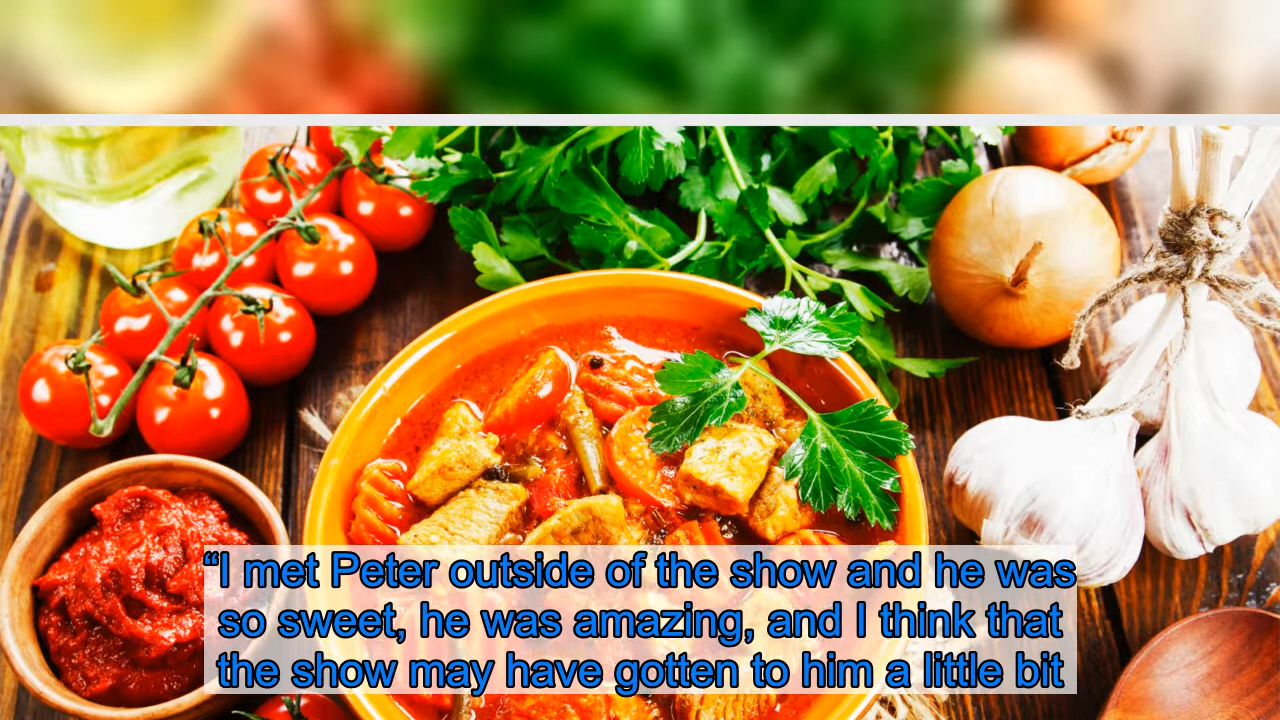 “I met Peter outside of the show and he was
so sweet, he was amazing, and I think that
the show may have gotten to him a little bit